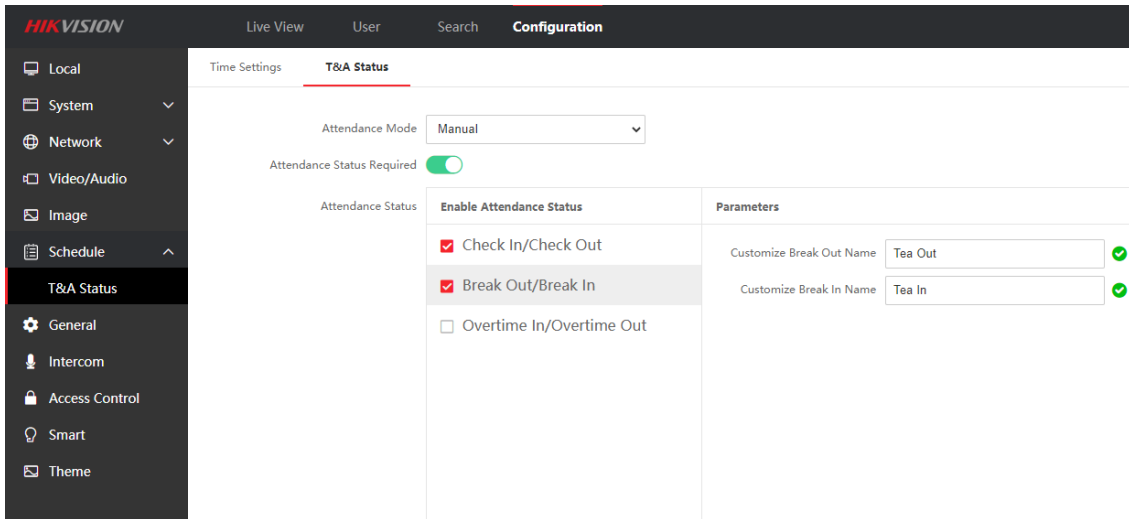 HIKVISION Live View User Search Configuration
Local
System
Network
Video/Audio
Image
Schedule
T&A Status
General
Intercom
Access Control
Smart
Theme
Time Settings T&A Status
Attendance Mode Manual
Attendance Status Required
Attendance Status Enable Attendance Status Parameters
Check In/Check Out
Break Out/Break In
Overtime In/Overtime Out
Customize Break Out Name Tea Out
Customize Break In Name Tea In